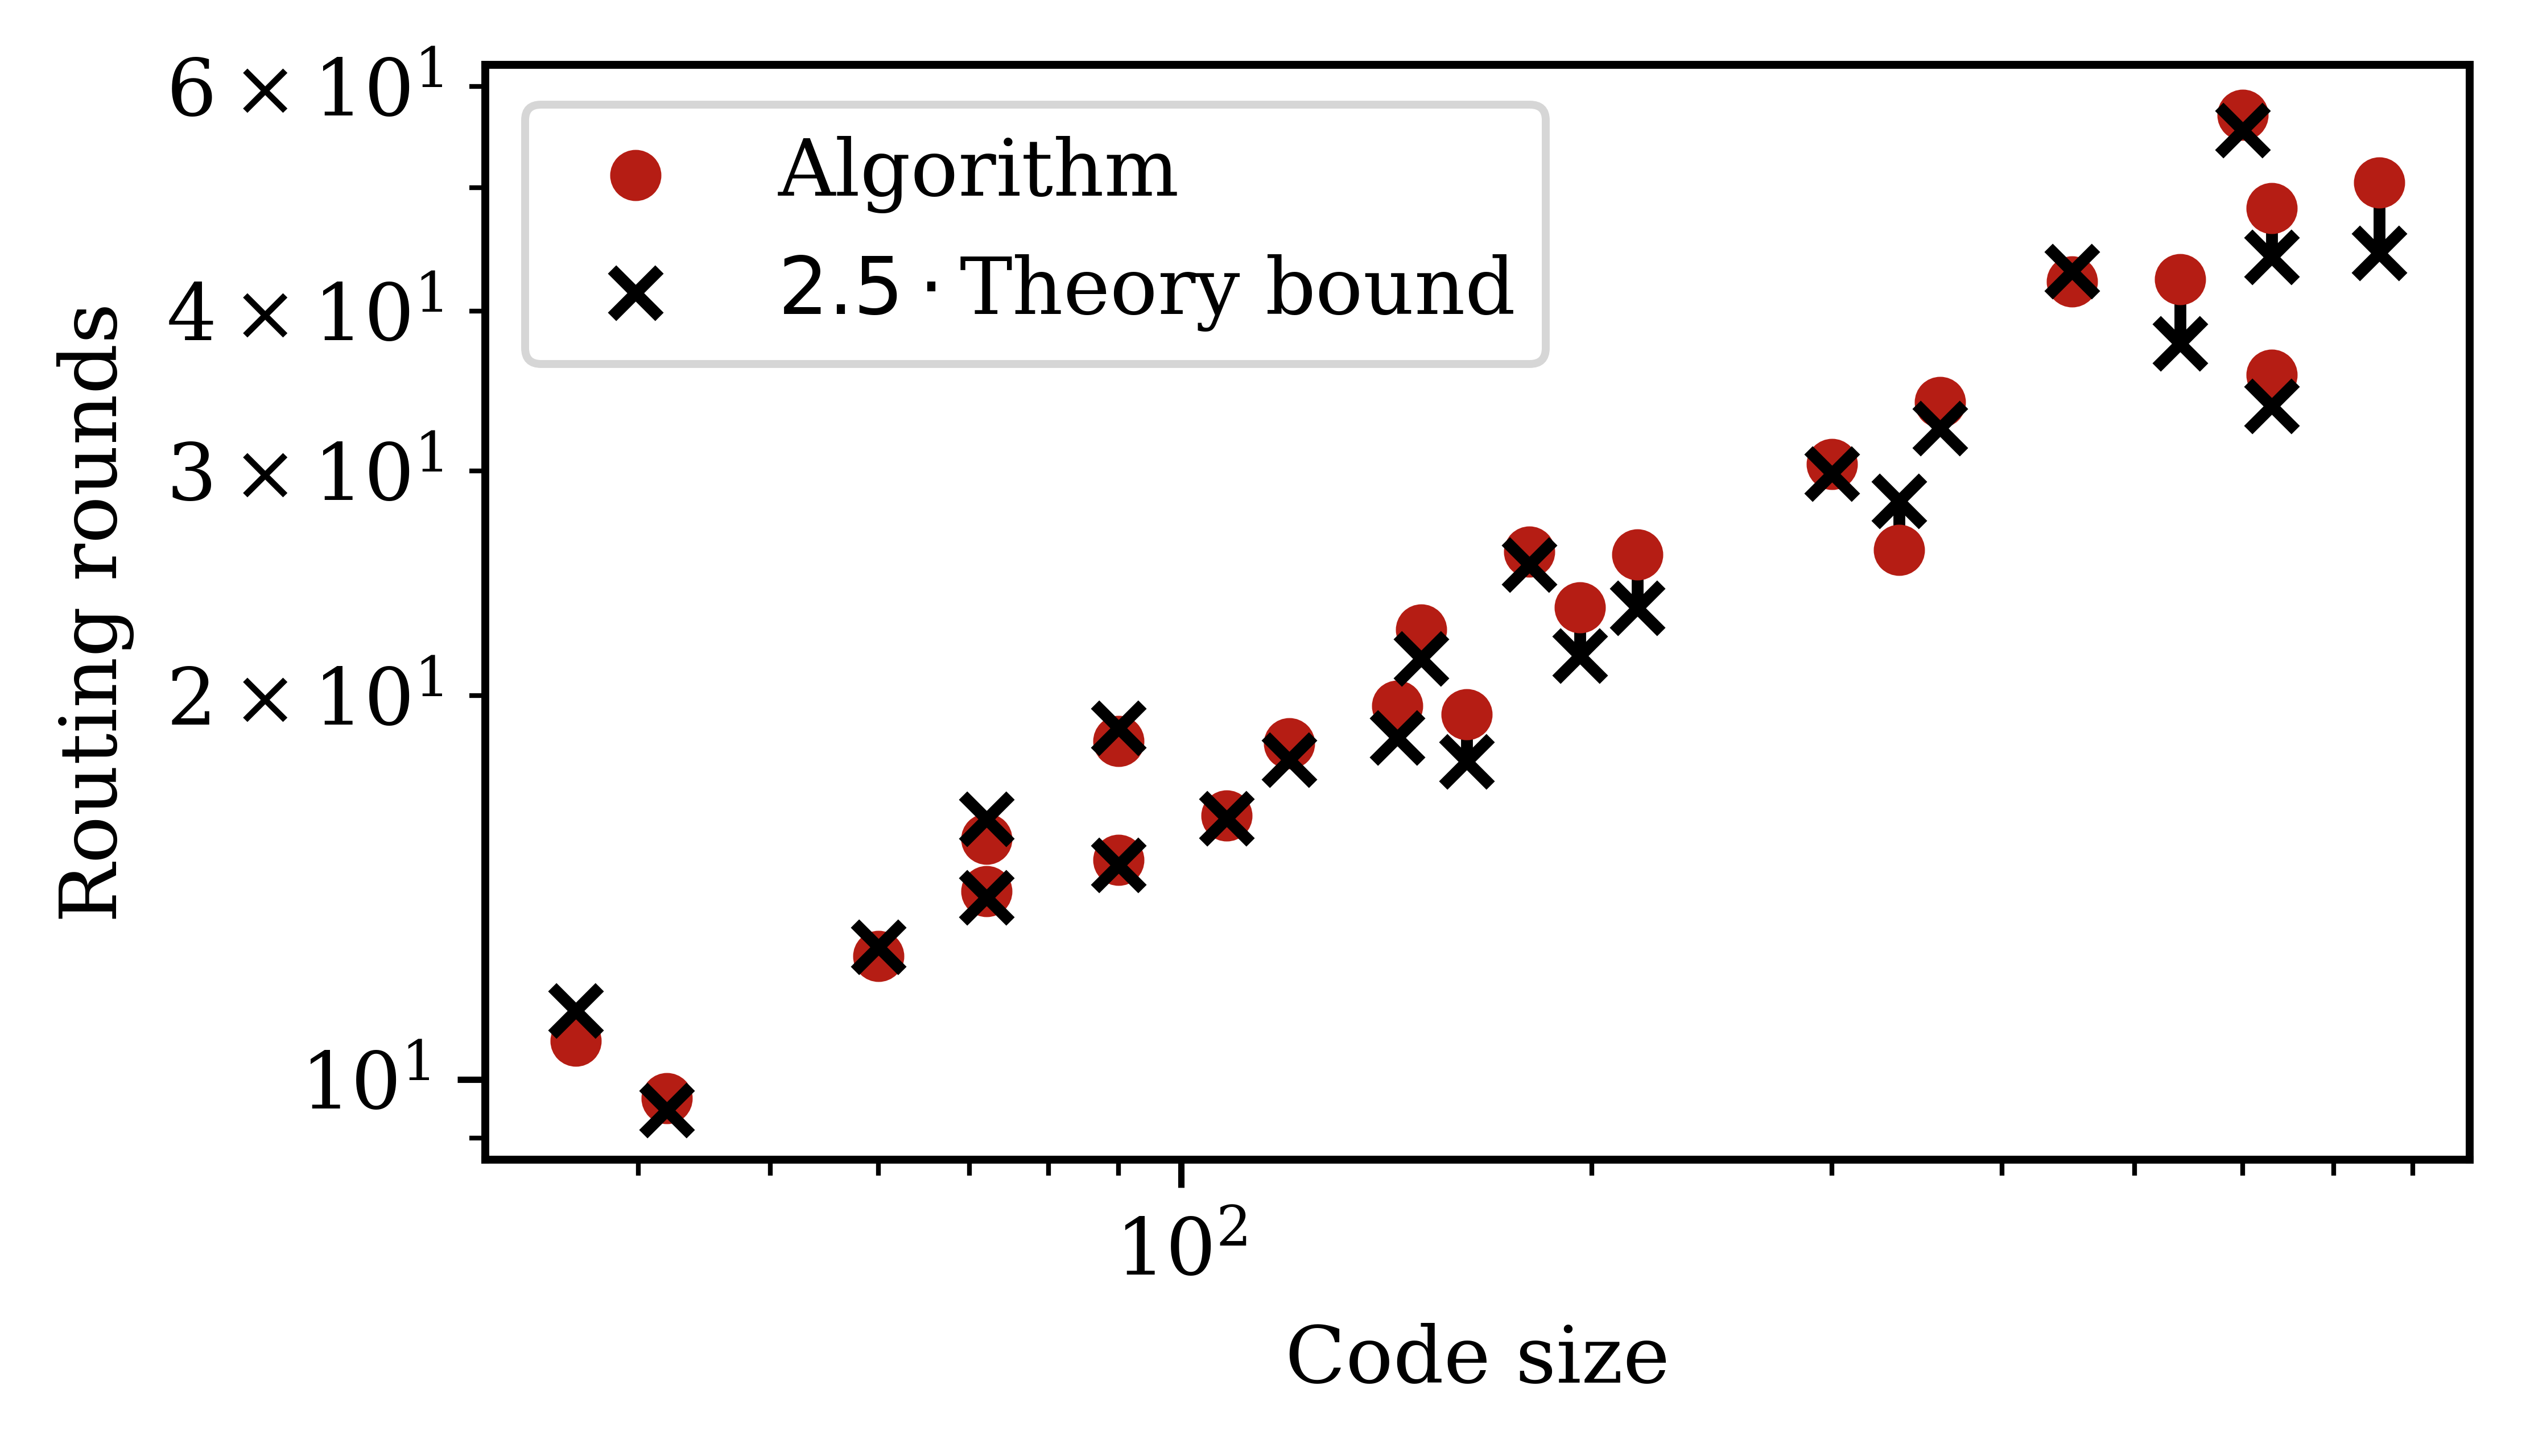 6 × 10¹
4 × 10¹
3 × 10¹
2 × 10¹
10¹
Routing rounds
Algorithm
2.5 · Theory bound
10²
Code size